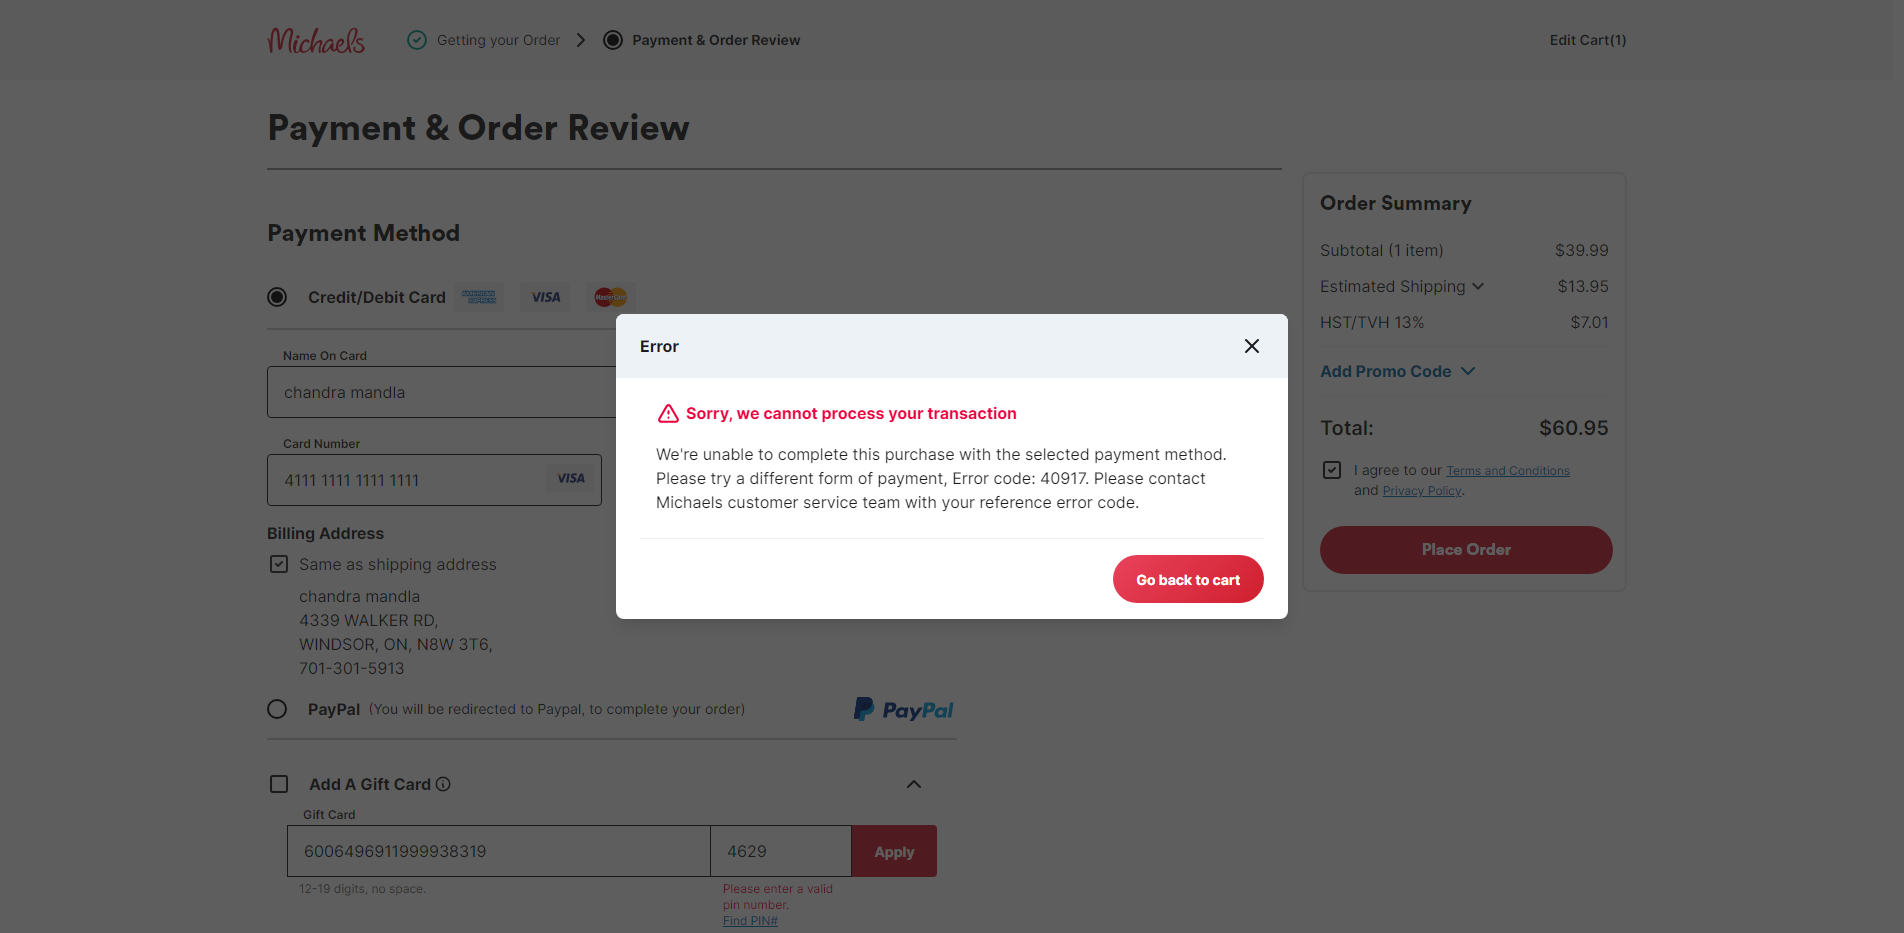 Michaels
Getting your Order
Payment & Order Review
Edit Cart(1)
Payment & Order Review
Payment Method
Credit/Debit Card
AMERICAN EXPRESS
VISA
MasterCard
Name On Card
chandra mandla
Card Number
4111 1111 1111 1111
VISA
Billing Address
Same as shipping address
chandra mandla
4339 WALKER RD,
WINDSOR, ON, N8W 3T6,
701-301-5913
PayPal (You will be redirected to Paypal, to complete your order)
PayPal
Add A Gift Card
Gift Card
6006496911999938319
4629
Apply
12-19 digits, no space.
Please enter a valid
pin number.
Find PIN#
Error
Sorry, we cannot process your transaction
We're unable to complete this purchase with the selected payment method.
Please try a different form of payment, Error code: 40917. Please contact
Michaels customer service team with your reference error code.
Go back to cart
Order Summary
Subtotal (1 item) $39.99
Estimated Shipping $13.95
HST/TVH 13% $7.01
Add Promo Code
Total: $60.95
I agree to our Terms and Conditions
and Privacy Policy.
Place Order